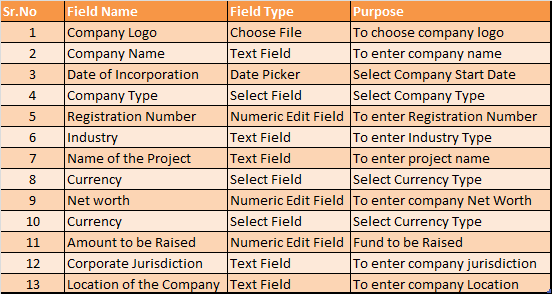 Sr.No Field Name Field Type Purpose
1 Company Logo Choose File To choose company logo
2 Company Name Text Field To enter company name
3 Date of Incorporation Date Picker Select Company Start Date
4 Company Type Select Field Select Company Type
5 Registration Number Numeric Edit Field To enter Registration Number
6 Industry Text Field To enter Industry Type
7 Name of the Project Text Field To enter project name
8 Currency Select Field Select Currency Type
9 Net worth Numeric Edit Field To enter company Net Worth
10 Currency Select Field Select Currency Type
11 Amount to be Raised Numeric Edit Field Fund to be Raised
12 Corporate Jurisdiction Text Field To enter company jurisdiction
13 Location of the Company Text Field To enter company Location